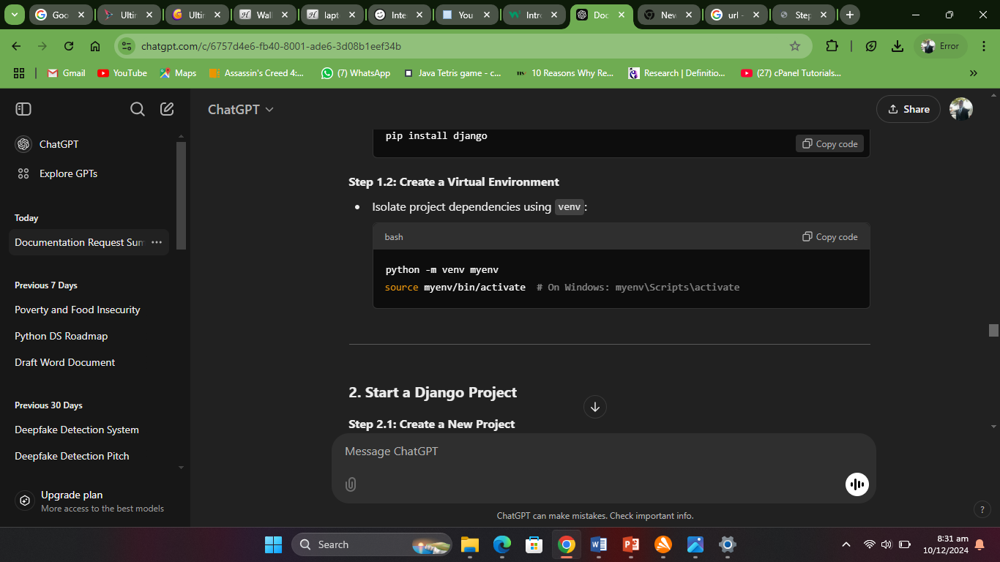 Goo
Ultin
Ultin
Wall
lapt
Inte
You
Intro
Doc
New
url -
Step
chatgpt.com/c/6757d4e6-fb40-8001-ade6-3d08b1eef34b
Error
Gmail
YouTube
Maps
Assassin's Creed 4:...
(7) WhatsApp
Java Tetris game - c...
10 Reasons Why Re...
Research | Definitio...
(27) cPanel Tutorials...
ChatGPT
Share
ChatGPT
Explore GPTs
Today
Documentation Request Sum
Previous 7 Days
Poverty and Food Insecurity
Python DS Roadmap
Draft Word Document
Previous 30 Days
Deepfake Detection System
Deepfake Detection Pitch
Upgrade plan
More access to the best models
pip install django
Copy code
Step 1.2: Create a Virtual Environment
• Isolate project dependencies using venv:
bash
Copy code
python -m venv myenv
source myenv/bin/activate  # On Windows: myenv\Scripts\activate
2. Start a Django Project
Step 2.1: Create a New Project
Message ChatGPT
ChatGPT can make mistakes. Check important info.
?
Search
8:31 am
10/12/2024